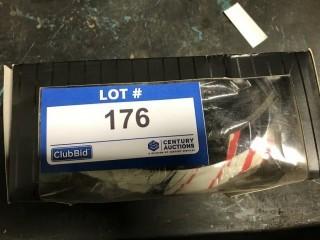 LOT #
176
ClubBid
CENTURY
AUCTIONS